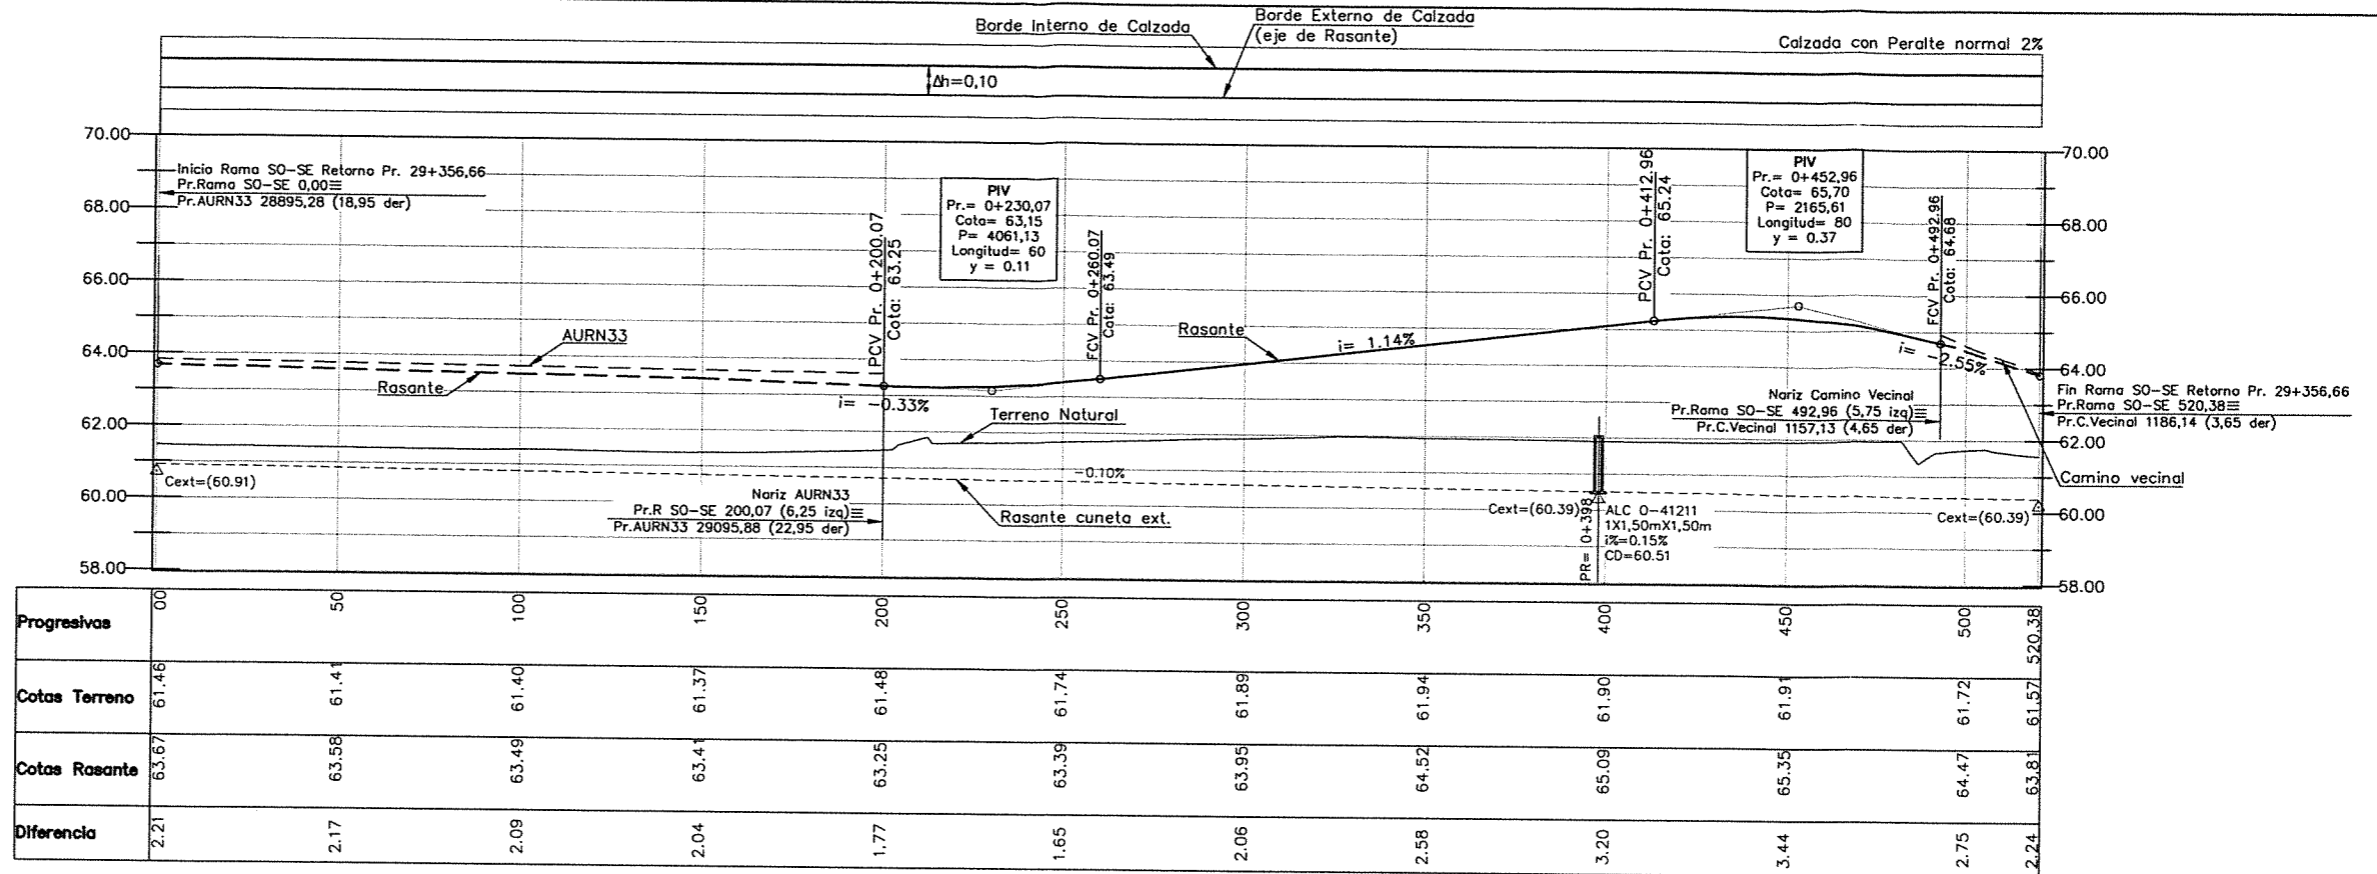 Borde Interno de Calzada
Borde Externo de Calzada
(eje de Rasante)
Calzada con Peralte normal 2%
Δh=0,10
70.00
68.00
66.00
64.00
62.00
60.00
58.00
Inicio Rama SO-SE Retorno Pr. 29+356,66
Pr.Rama SO-SE 0,00≡
Pr.AURN33 28895,28 (18,95 der)
AURN33
Rasante
i= -0.33%
PCV Pr. 0+200,07
Cota: 63.25
PIV
Pr.= 0+230,07
Cota= 63,15
P= 4061,13
Longitud= 60
y = 0.11
FCV Pr. 0+260.07
Cota: 63.49
Rasante
i= 1.14%
PCV Pr. 0+412.96
Cota: 65.24
PIV
Pr.= 0+452,96
Cota= 65,70
P= 2165,61
Longitud= 80
y = 0.37
FCV Pr. 0+492.96
Cota: 64.68
i= -2.55%
70.00
68.00
66.00
64.00
62.00
60.00
58.00
Nariz Camino Vecinal
Pr.Rama SO-SE 492,96 (5,75 izq)≡
Pr.C.Vecinal 1157,13 (4,65 der)
Fin Rama SO-SE Retorno Pr. 29+356,66
Pr.Rama SO-SE 520,38≡
Pr.C.Vecinal 1186,14 (3,65 der)
Camino vecinal
Terreno Natural
-0.10%
Cext=(60.91)
Nariz AURN33
Pr.R SO-SE 200,07 (6,25 izq)≡
Pr.AURN33 29095,88 (22,95 der)
Rasante cuneta ext.
Cext=(60.39)
PR= 0+398
ALC O-41211
1X1,50mX1,50m
i%=0.15%
CD=60.51
Cext=(60.39)
Progresivas 00 50 100 150 200 250 300 350 400 450 500 520.38
Cotas Terreno 61.46 61.41 61.40 61.37 61.48 61.74 61.89 61.94 61.90 61.91 61.72 61.57
Cotas Rasante 63.67 63.58 63.49 63.41 63.25 63.39 63.95 64.52 65.09 65.35 64.47 63.81
Diferencia 2.21 2.17 2.09 2.04 1.77 1.65 2.06 2.58 3.20 3.44 2.75 2.24